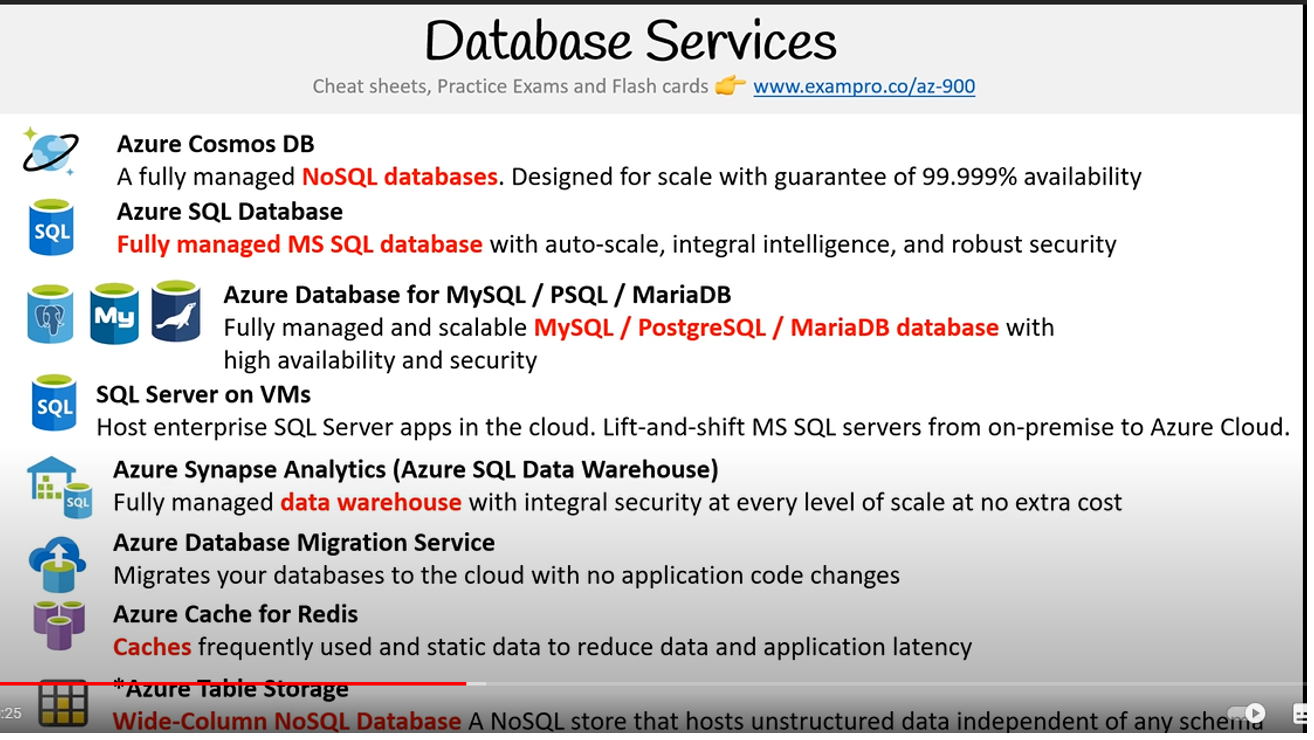 Database Services
Cheat sheets, Practice Exams and Flash cards 👉 www.exampro.co/az-900
Azure Cosmos DB
A fully managed NoSQL databases. Designed for scale with guarantee of 99.999% availability
SQL
Azure SQL Database
Fully managed MS SQL database with auto-scale, integral intelligence, and robust security
My
Azure Database for MySQL / PSQL / MariaDB
Fully managed and scalable MySQL / PostgreSQL / MariaDB database with
high availability and security
SQL
SQL Server on VMs
Host enterprise SQL Server apps in the cloud. Lift-and-shift MS SQL servers from on-premise to Azure Cloud.
SQL
Azure Synapse Analytics (Azure SQL Data Warehouse)
Fully managed data warehouse with integral security at every level of scale at no extra cost
Azure Database Migration Service
Migrates your databases to the cloud with no application code changes
Azure Cache for Redis
Caches frequently used and static data to reduce data and application latency
*Azure Table Storage
:25
Wide-Column NoSQL Database A NoSQL store that hosts unstructured data independent of any schema